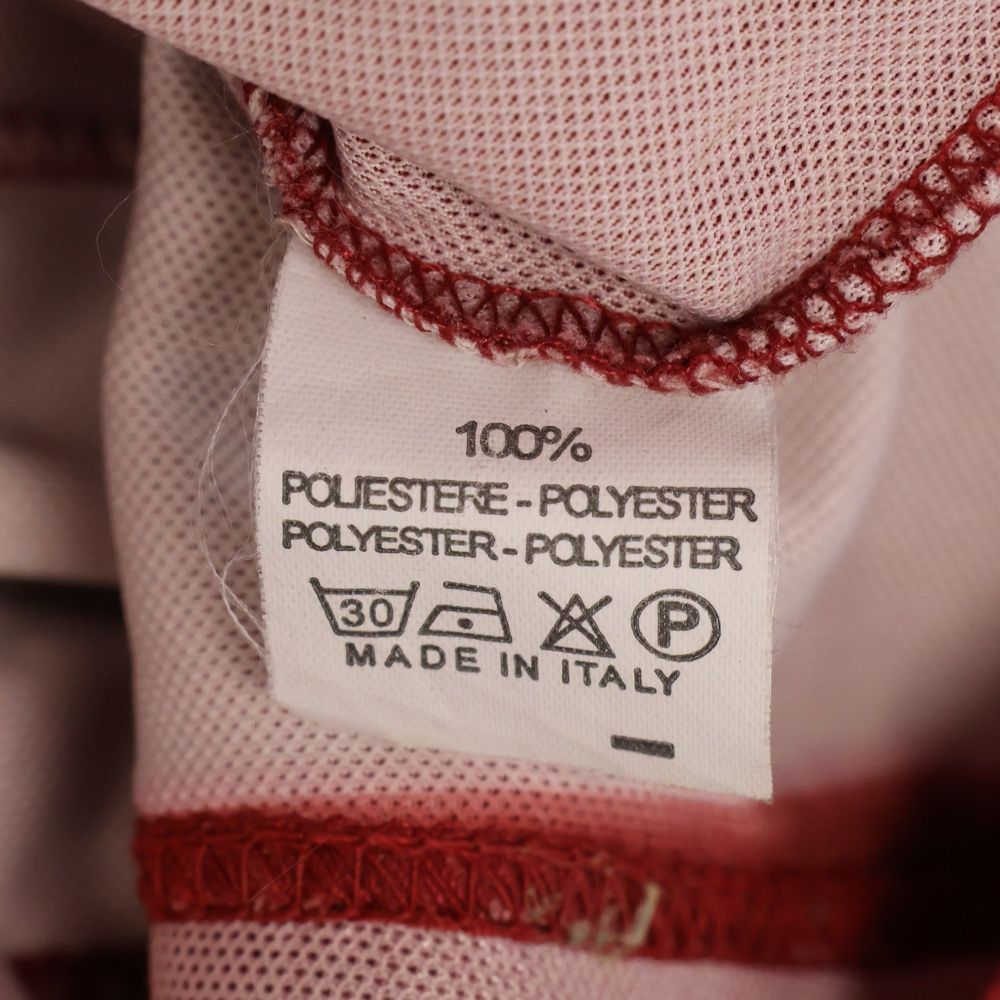 100%
POLIESTERE - POLYESTER
POLYESTER - POLYESTER
30 P
MADE IN ITALY